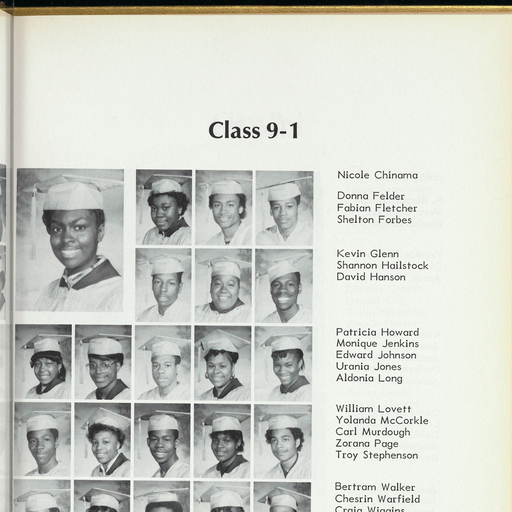 Class 9-1
Nicole Chinama
Donna Felder
Fabian Fletcher
Shelton Forbes
Kevin Glenn
Shannon Hailstock
David Hanson
Patricia Howard
Monique Jenkins
Edward Johnson
Urania Jones
Aldonia Long
William Lovett
Yolanda McCorkle
Carl Murdough
Zorana Page
Troy Stephenson
Bertram Walker
Chesrin Warfield
Craig Wiggins